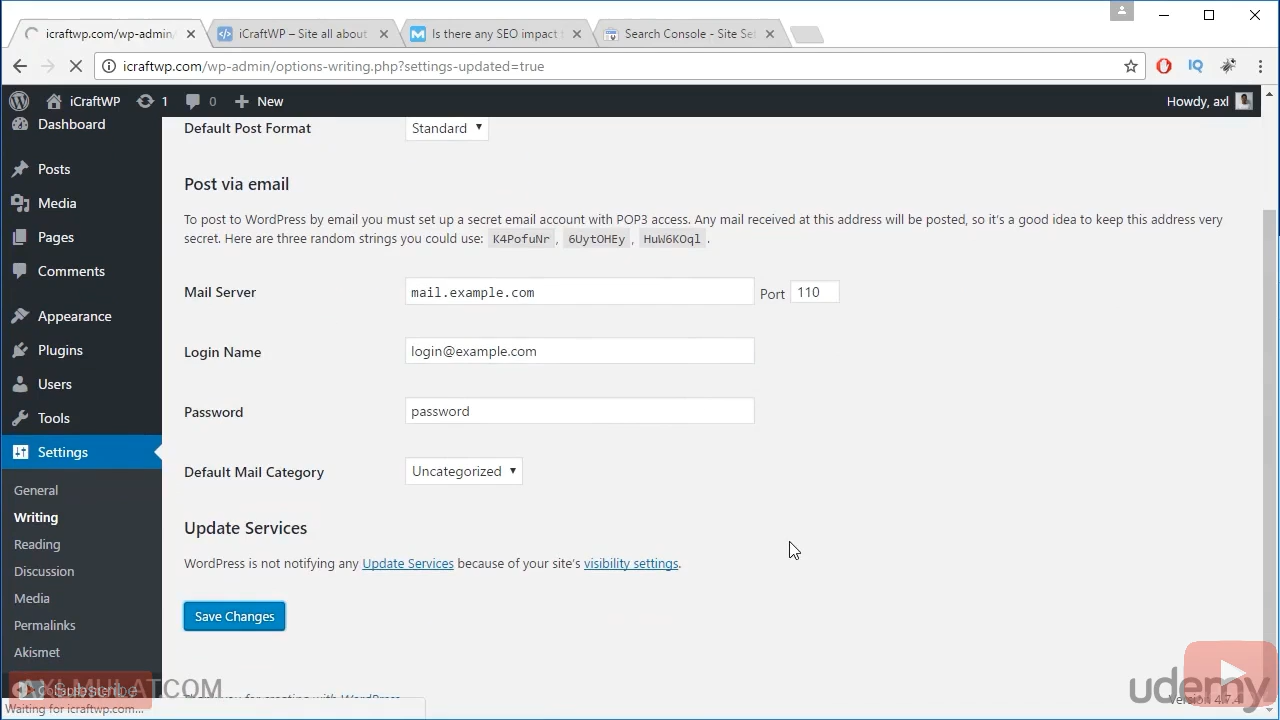 icraftwp.com/wp-admin/
iCraftWP – Site all about
Is there any SEO impact
Search Console - Site Se
icraftwp.com/wp-admin/options-writing.php?settings-updated=true
iCraftWP
1
0
New
Howdy, axl
Dashboard
Posts
Media
Pages
Comments
Appearance
Plugins
Users
Tools
Settings
General
Writing
Reading
Discussion
Media
Permalinks
Akismet
Default Post Format
Standard
Post via email
To post to WordPress by email you must set up a secret email account with POP3 access. Any mail received at this address will be posted, so it's a good idea to keep this address very
secret. Here are three random strings you could use: K4PofuNr, 6UytOHEy, HuW6KOql.
Mail Server
mail.example.com
Port 110
Login Name
login@example.com
Password
password
Default Mail Category
Uncategorized
Update Services
WordPress is not notifying any Update Services because of your site's visibility settings.
Save Changes
Waiting for icraftwp.com...
udemy
Version 4.7.4